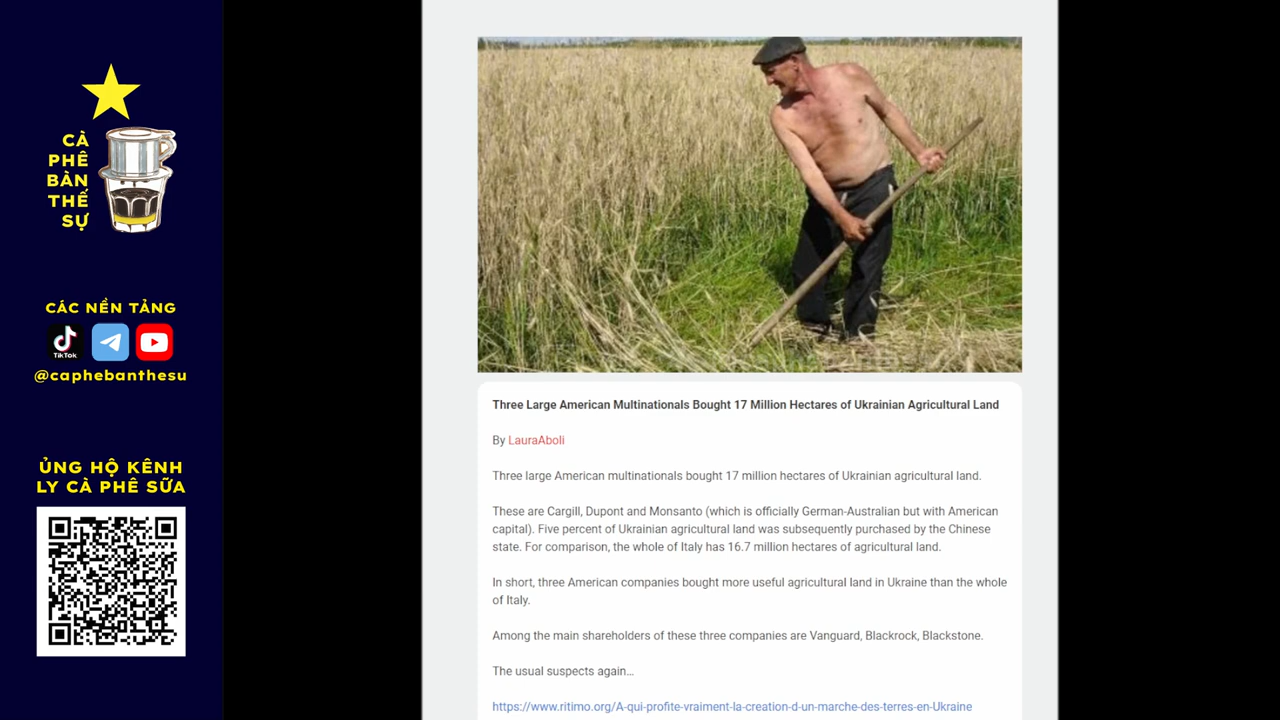 CÀ
PHÊ
BÀN
THẾ
SỰ
CÁC NỀN TẢNG
TikTok
@caphebanthesu
ỦNG HỘ KÊNH
LY CÀ PHÊ SỮA
Three Large American Multinationals Bought 17 Million Hectares of Ukrainian Agricultural Land
By LauraAboli
Three large American multinationals bought 17 million hectares of Ukrainian agricultural land.
These are Cargill, Dupont and Monsanto (which is officially German-Australian but with American
capital). Five percent of Ukrainian agricultural land was subsequently purchased by the Chinese
state. For comparison, the whole of Italy has 16.7 million hectares of agricultural land.
In short, three American companies bought more useful agricultural land in Ukraine than the whole
of Italy.
Among the main shareholders of these three companies are Vanguard, Blackrock, Blackstone.
The usual suspects again…
https://www.ritimo.org/A-qui-profite-vraiment-la-creation-d-un-marche-des-terres-en-Ukraine